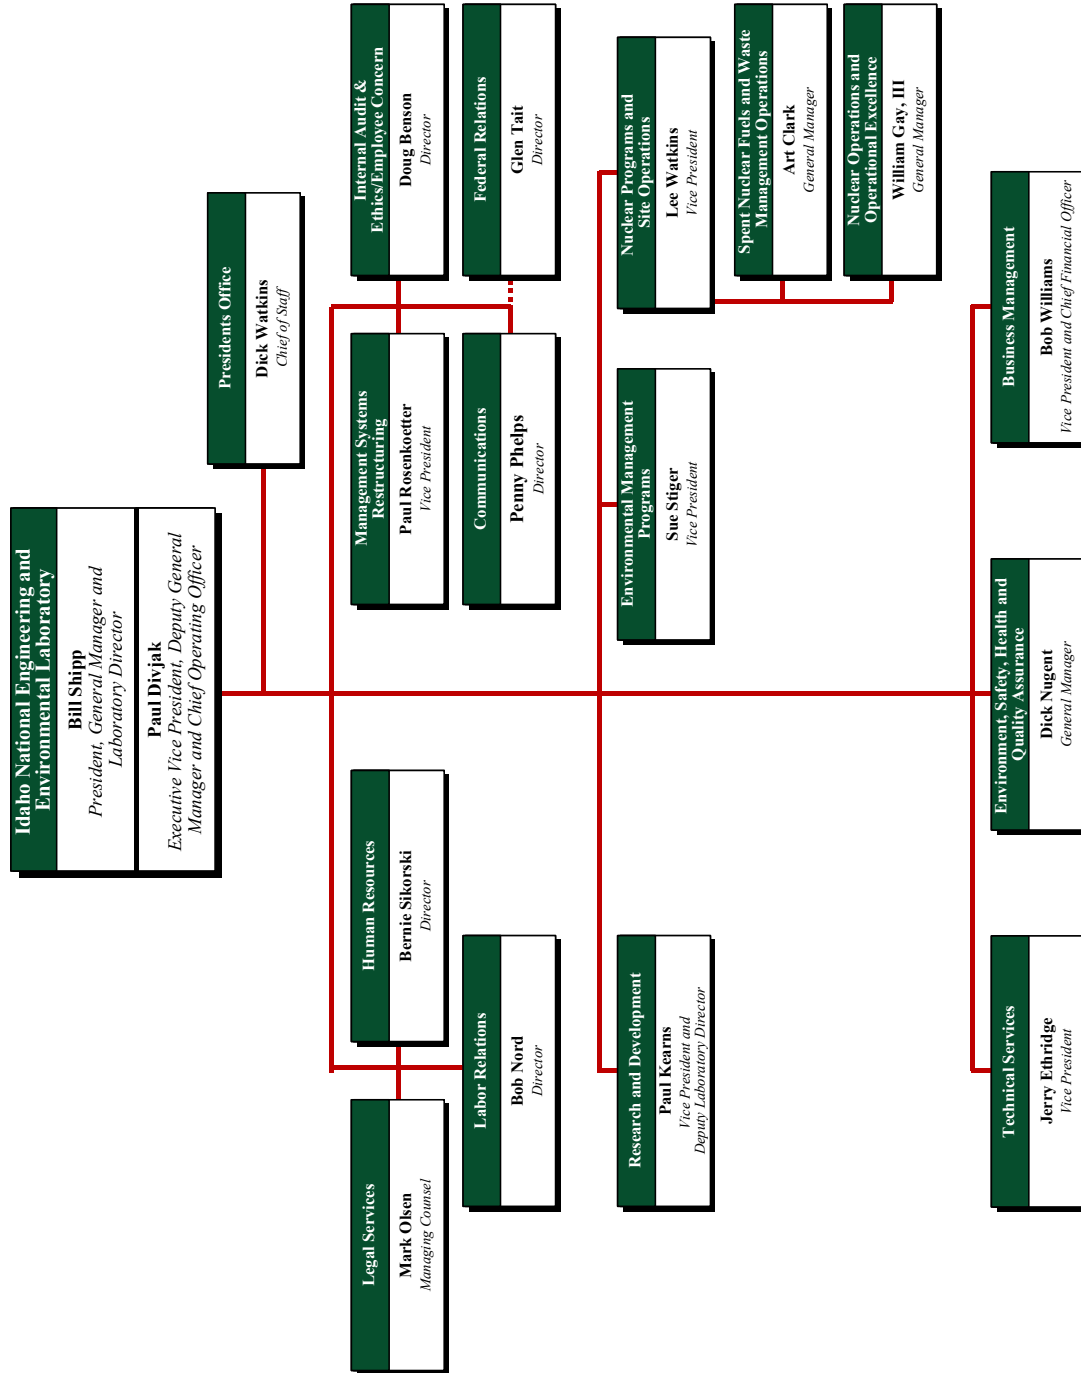 Idaho National Engineering and
Environmental Laboratory
Bill Shipp
President, General Manager and
Laboratory Director
Paul Divjak
Executive Vice President, Deputy General
Manager and Chief Operating Officer
Presidents Office
Dick Watkins
Chief of Staff
Legal Services
Mark Olsen
Managing Counsel
Human Resources
Bernie Sikorski
Director
Management Systems
Restructuring
Paul Rosenkoetter
Vice President
Internal Audit &
Ethics/Employee Concern
Doug Benson
Director
Labor Relations
Bob Nord
Director
Communications
Penny Phelps
Director
Federal Relations
Glen Tait
Director
Research and Development
Paul Kearns
Vice President and
Deputy Laboratory Director
Environmental Management
Programs
Sue Stiger
Vice President
Nuclear Programs and
Site Operations
Lee Watkins
Vice President
Spent Nuclear Fuels and Waste
Management Operations
Art Clark
General Manager
Nuclear Operations and
Operational Excellence
William Gay, III
General Manager
Technical Services
Jerry Ethridge
Vice President
Environment, Safety, Health and
Quality Assurance
Dick Nugent
General Manager
Business Management
Bob Williams
Vice President and Chief Financial Officer